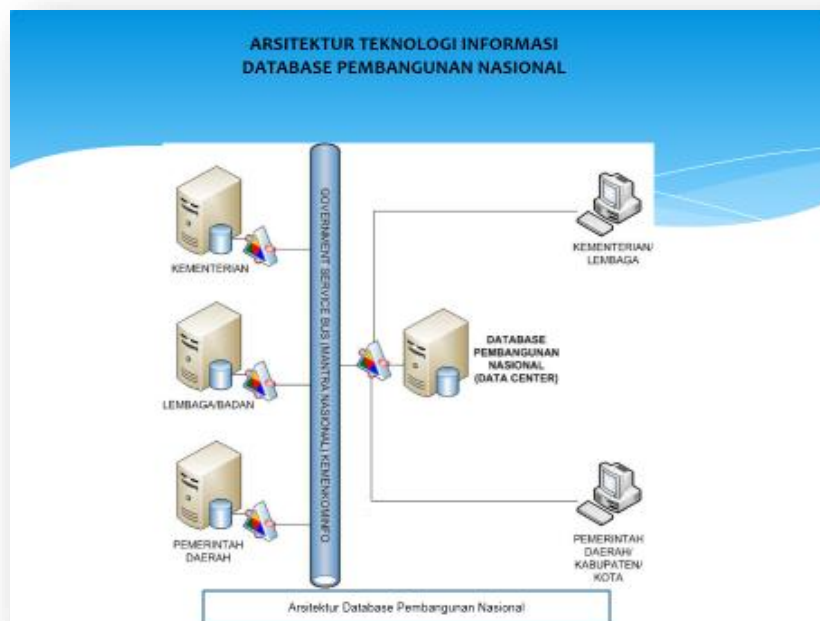 ARSITEKTUR TEKNOLOGI INFORMASI
DATABASE PEMBANGUNAN NASIONAL
KEMENTERIAN
LEMBAGA/BADAN
PEMERINTAH
DAERAH
GOVERNMENT SERVICE BUS (MANTRA NASIONAL) KEMENKOMINFO
KEMENTERIAN/
LEMBAGA
DATABASE
PEMBANGUNAN
NASIONAL
(DATA CENTER)
PEMERINTAH
DAERAH/
KABUPATEN/
KOTA
Arsitektur Database Pembangunan Nasional